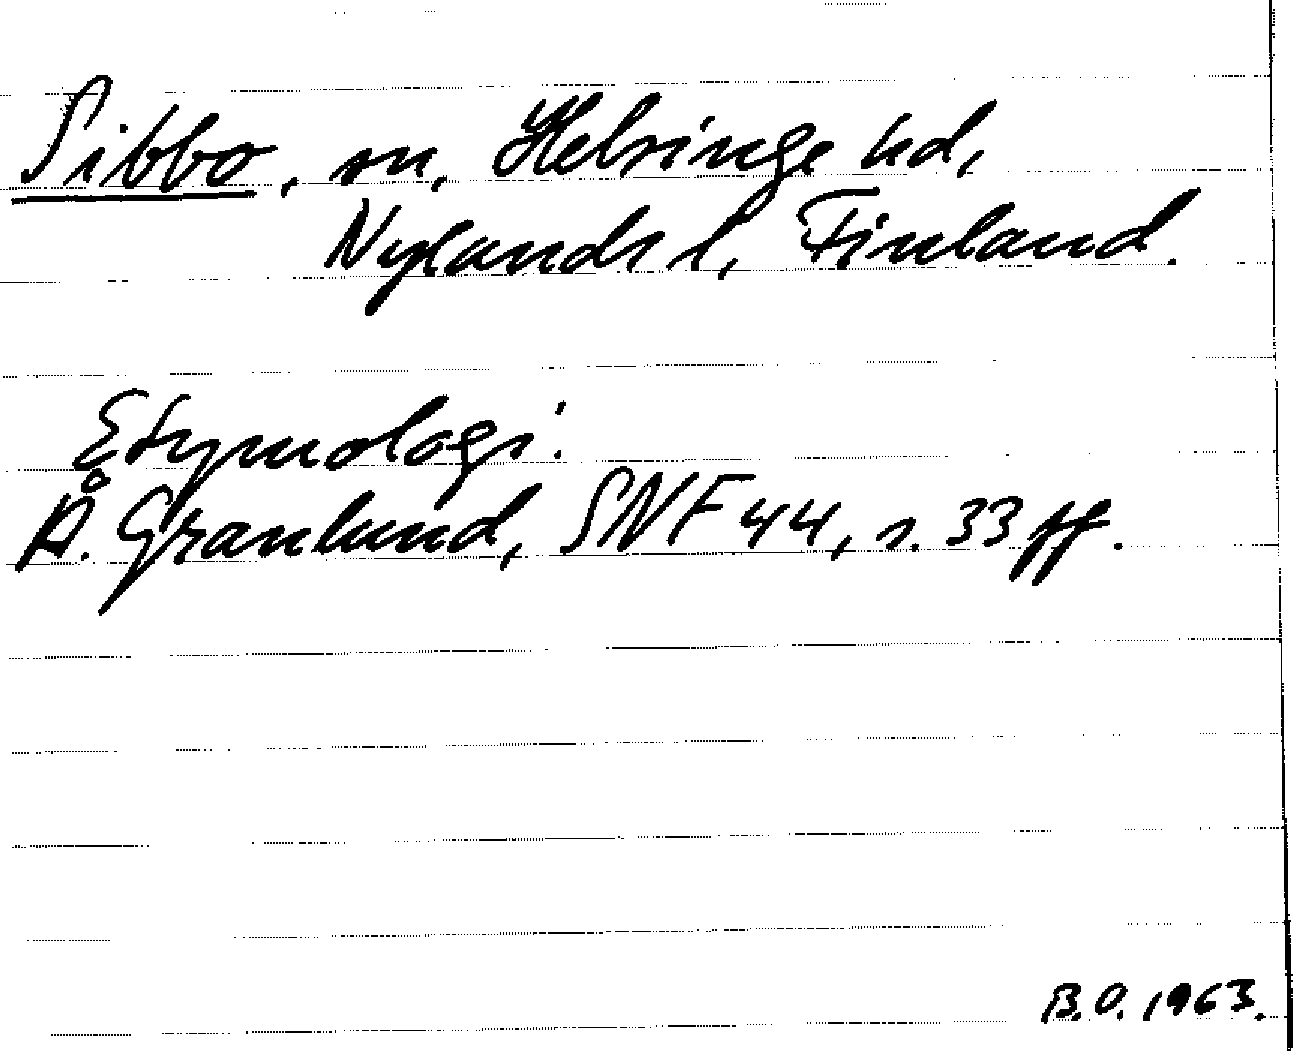 Sibbo, sn, Helsinge hd,
Nylands l, Finland.
Etymologi.
Å. Granlund, SNF 44, s. 33 ff.
B.O. 1963.